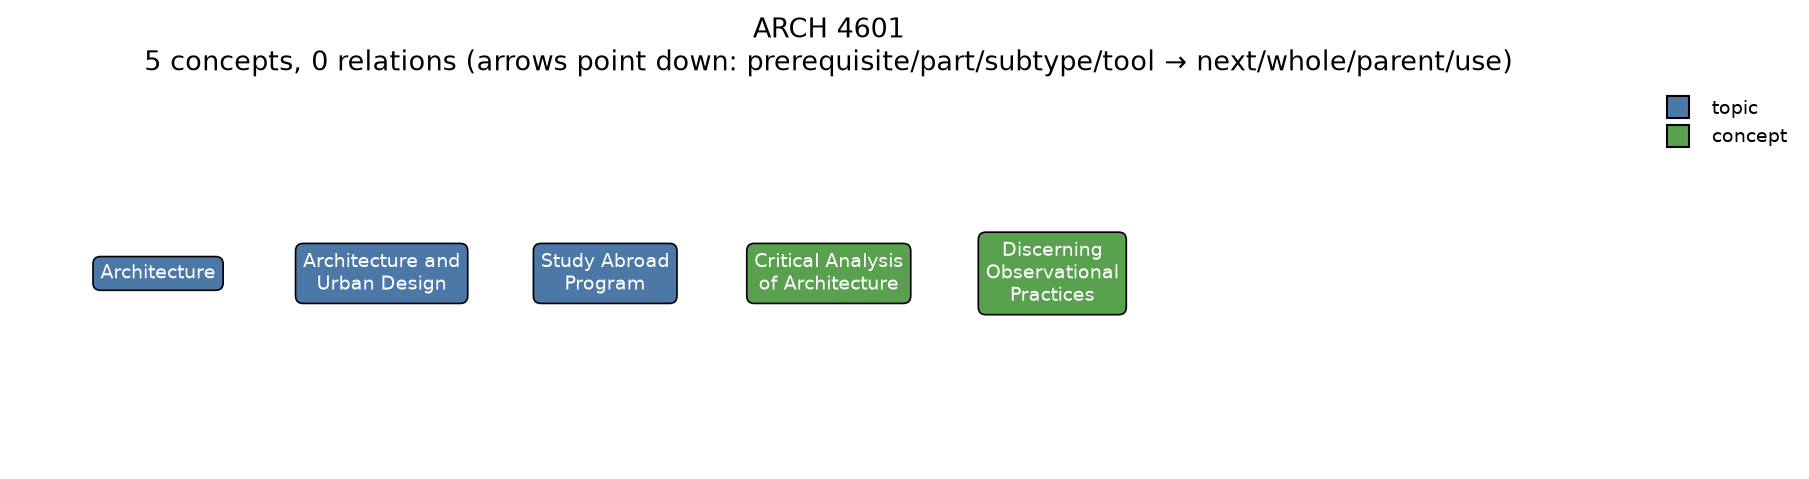 ARCH 4601
5 concepts, 0 relations (arrows point down: prerequisite/part/subtype/tool → next/whole/parent/use)
topic
concept
Architecture
Architecture and
Urban Design
Study Abroad
Program
Critical Analysis
of Architecture
Discerning
Observational
Practices